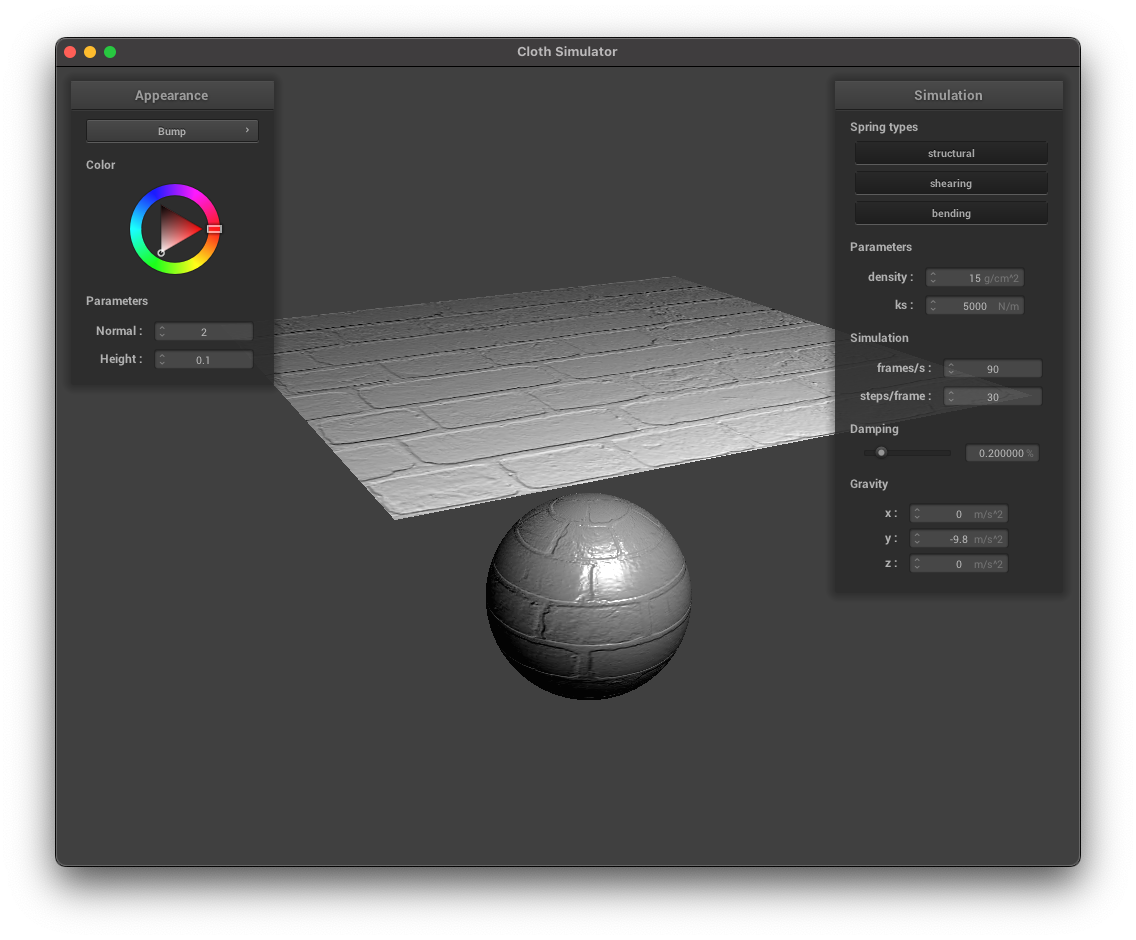 Cloth Simulator
Appearance
Bump
Color
Parameters
Normal : 2
Height : 0.1
Simulation
Spring types
structural
shearing
bending
Parameters
density : 15 g/cm^2
ks : 5000 N/m
Simulation
frames/s : 90
steps/frame : 30
Damping
0.200000 %
Gravity
x : 0 m/s^2
y : -9.8 m/s^2
z : 0 m/s^2